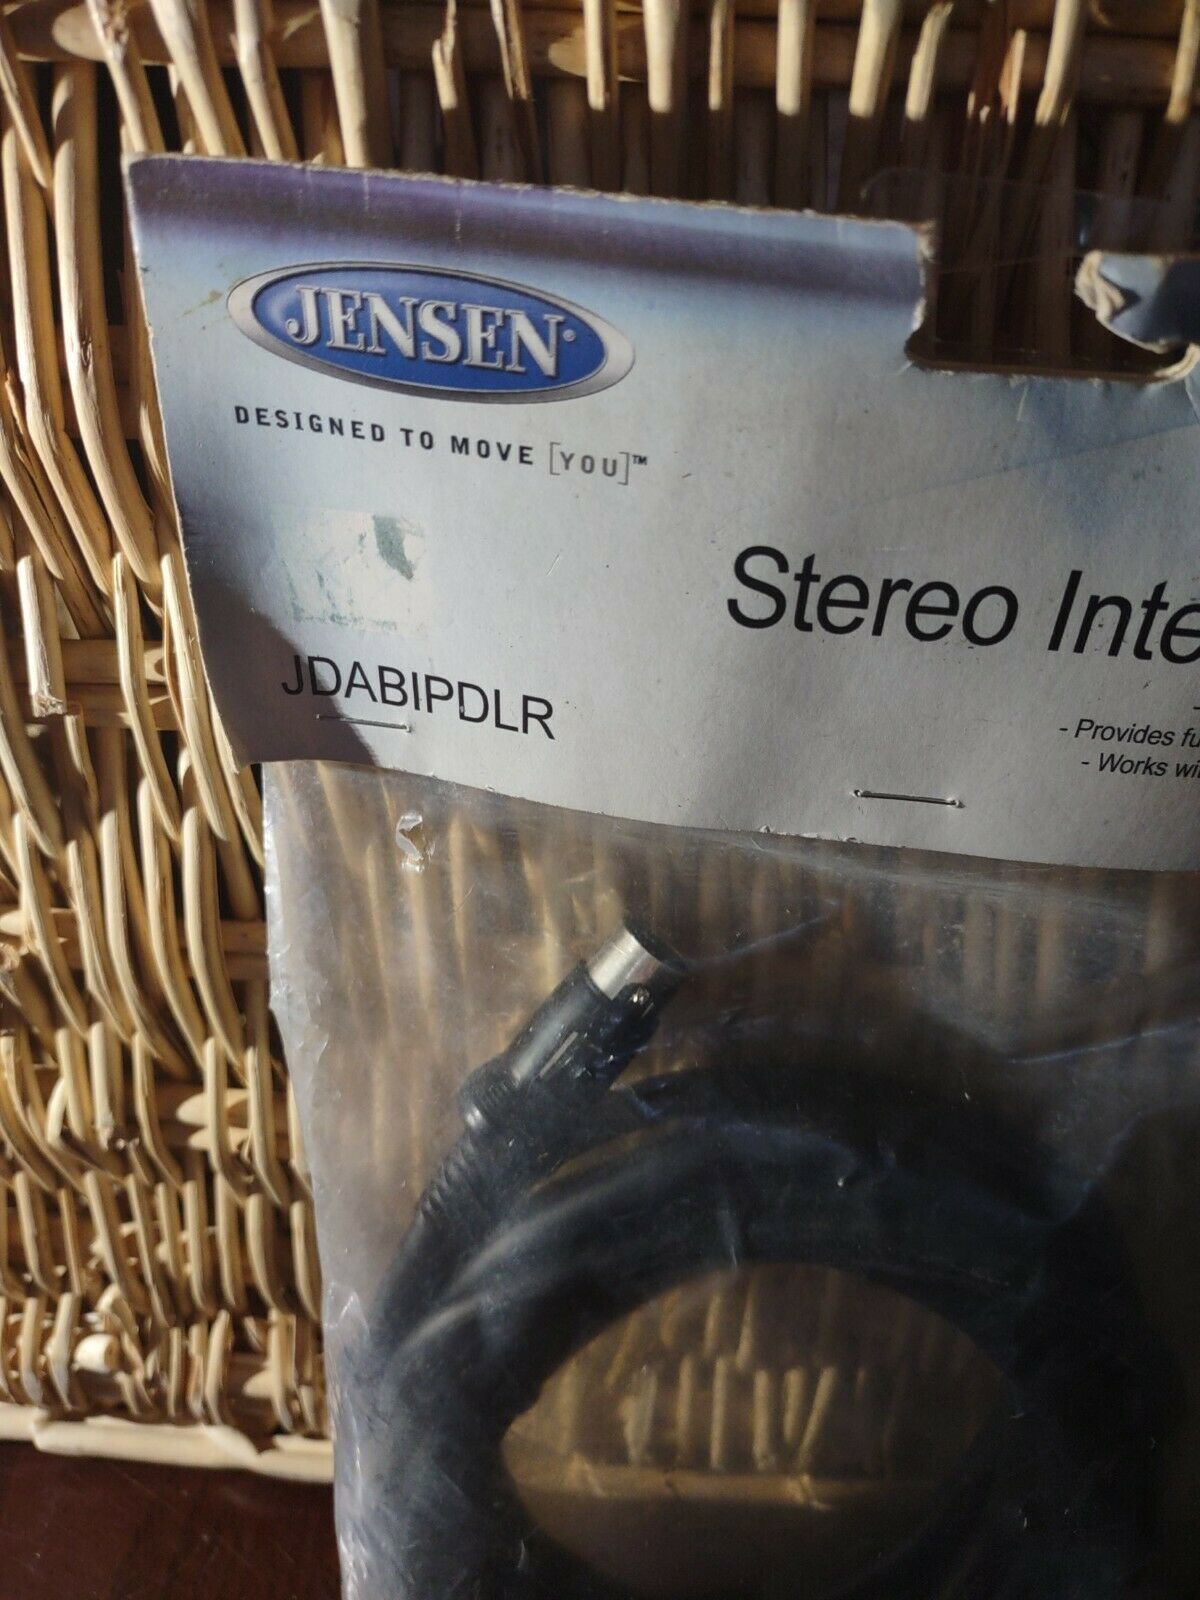 JENSEN®
DESIGNED TO MOVE [YOU]™
Stereo Inte
JDABIPDLR
-
- Provides fu
- Works wi